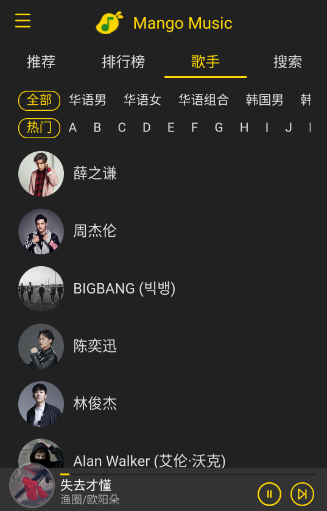 Mango Music
推荐 排行榜 歌手 搜索
全部 华语男 华语女 华语组合 韩国男 韩
热门 A B C D E F G H I J
薛之谦
周杰伦
BIGBANG (빅뱅)
陈奕迅
林俊杰
Alan Walker (艾伦·沃克)
失去才懂
渔圈/欧阳朵